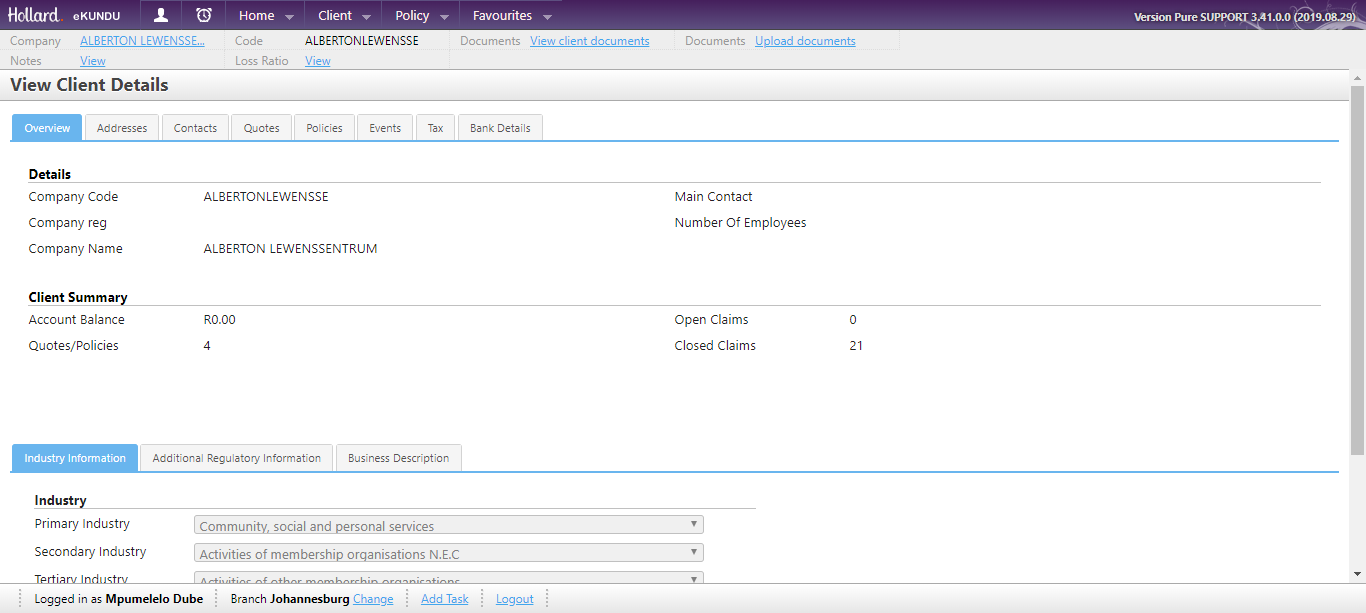 Hollard. eKUNDU Home Client Policy Favourites Version Pure SUPPORT 3.41.0.0 (2019.08.29)
Company ALBERTON LEWENSSE... Code ALBERTONLEWENSSE Documents View client documents Documents Upload documents
Notes View Loss Ratio View
View Client Details
Overview Addresses Contacts Quotes Policies Events Tax Bank Details
Details
Company Code ALBERTONLEWENSSE Main Contact
Company reg Number Of Employees
Company Name ALBERTON LEWENSSENTRUM
Client Summary
Account Balance R0.00 Open Claims 0
Quotes/Policies 4 Closed Claims 21
Industry Information Additional Regulatory Information Business Description
Industry
Primary Industry Community, social and personal services
Secondary Industry Activities of membership organisations N.E.C
Tertiary Industry Activities of other membership organisations
Logged in as Mpumelelo Dube Branch Johannesburg Change Add Task Logout